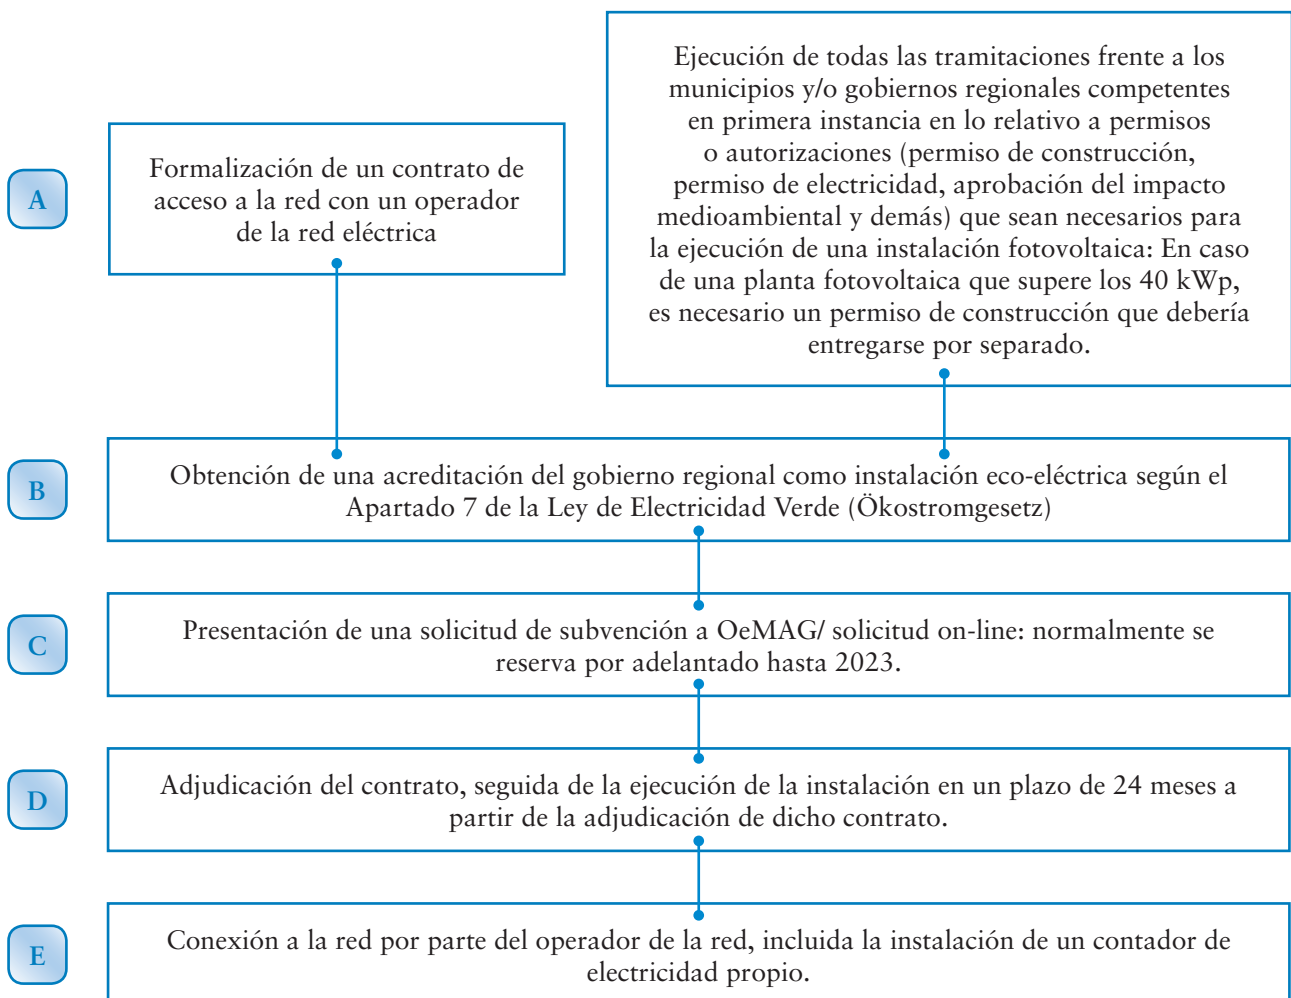 A
Formalización de un contrato de
acceso a la red con un operador
de la red eléctrica
Ejecución de todas las tramitaciones frente a los
municipios y/o gobiernos regionales competentes
en primera instancia en lo relativo a permisos
o autorizaciones (permiso de construcción,
permiso de electricidad, aprobación del impacto
medioambiental y demás) que sean necesarios para
la ejecución de una instalación fotovoltaica: En caso
de una planta fotovoltaica que supere los 40 kWp,
es necesario un permiso de construcción que debería
entregarse por separado.
B
Obtención de una acreditación del gobierno regional como instalación eco-eléctrica según el
Apartado 7 de la Ley de Electricidad Verde (Ökostromgesetz)
C
Presentación de una solicitud de subvención a OeMAG/ solicitud on-line: normalmente se
reserva por adelantado hasta 2023.
D
Adjudicación del contrato, seguida de la ejecución de la instalación en un plazo de 24 meses a
partir de la adjudicación de dicho contrato.
E
Conexión a la red por parte del operador de la red, incluida la instalación de un contador de
electricidad propio.